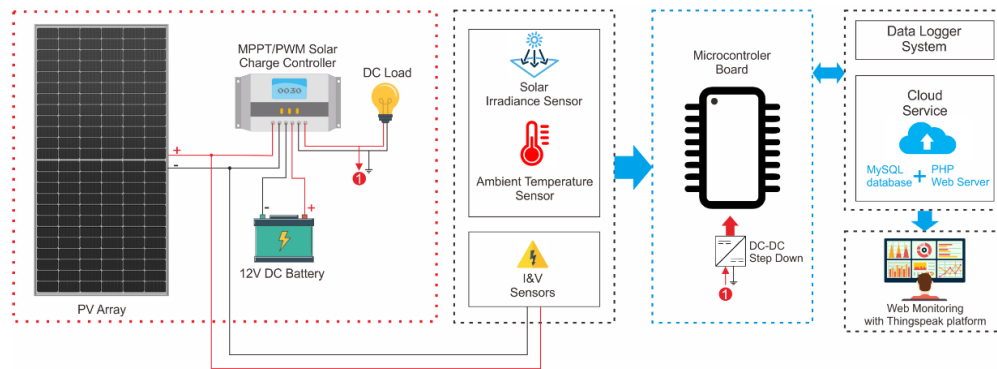 MPPT/PWM Solar
Charge Controller
0030
DC Load
+
-
1
-
+
12V DC Battery
PV Array
Solar
Irradiance Sensor
Ambient Temperature
Sensor
I&V
Sensors
Microcontroler
Board
DC-DC
Step Down
1
Data Logger
System
Cloud
Service
MySQL
database
+
PHP
Web Server
Web Monitoring
with Thingspeak platform